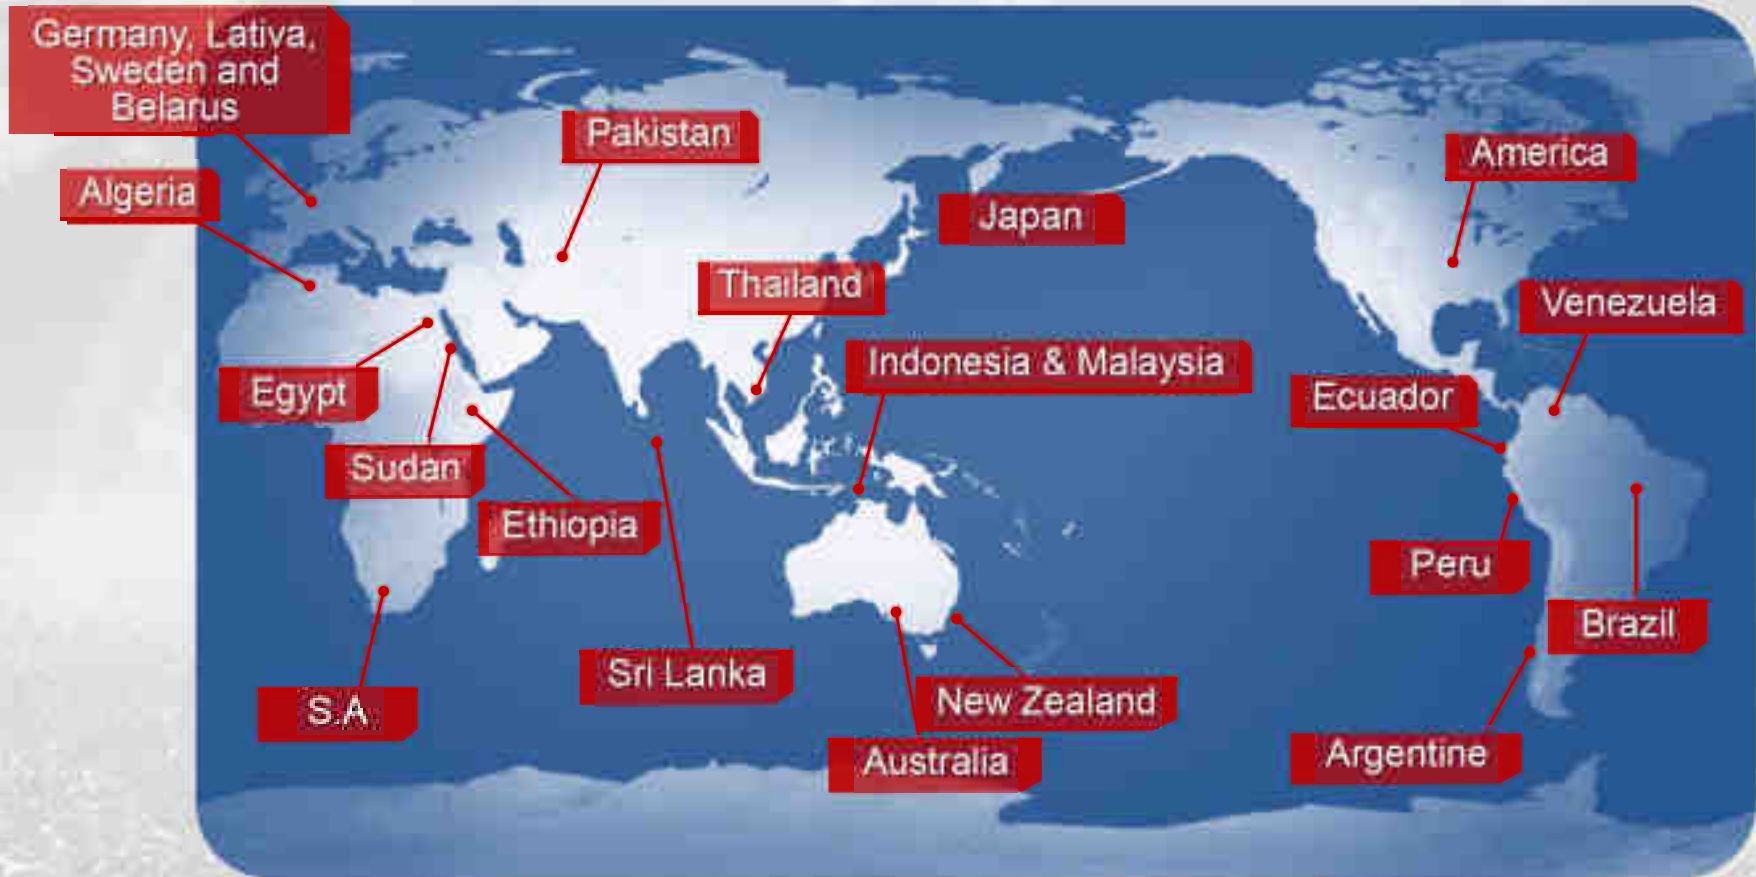 Germany, Lativa,
Sweden and
Belarus
Pakistan
America
Algeria
Japan
Thailand
Venezuela
Indonesia & Malaysia
Egypt
Ecuador
Sudan
Ethiopia
Peru
Brazil
Sri Lanka
New Zealand
S.A
Argentine
Australia